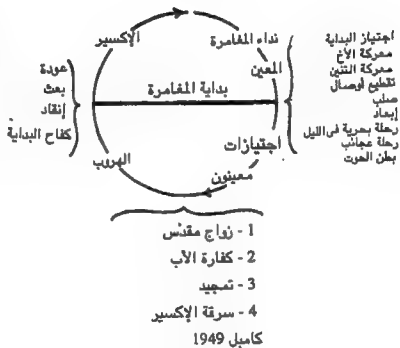 نداء المغامرة
المعين
بداية المغامرة
اجتيازات
معينون
الهروب
الإكسير
اجتياز البداية
معركة الأخ
معركة التنين
تقطيع أوصال
صلب
إبعاد
رحلة بحرية فى الليل
رحلة عجائب
بطن الحوت
عودة
بعث
إنقاذ
كفاح البداية
1 - زواج مقدس
2 - كفارة الأب
3 - تمجيد
4 - سرقة الإكسير
كامبل 1949